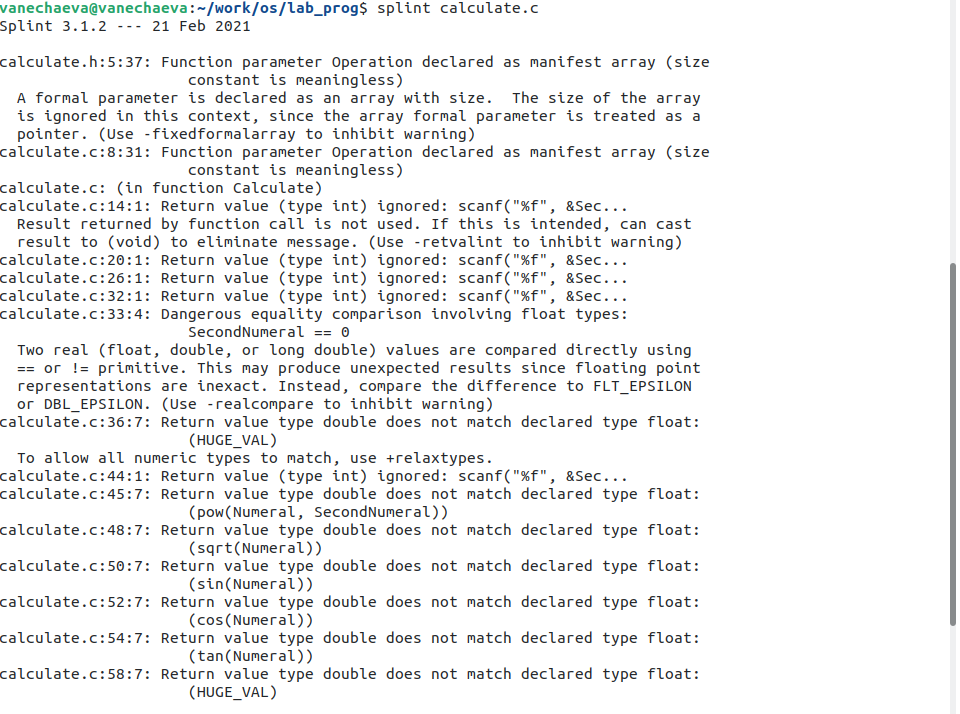 vanechaeva@vanechaeva:~/work/os/lab_prog$ splint calculate.c
Splint 3.1.2 --- 21 Feb 2021

calculate.h:5:37: Function parameter Operation declared as manifest array (size
                     constant is meaningless)
  A formal parameter is declared as an array with size.  The size of the array
  is ignored in this context, since the array formal parameter is treated as a
  pointer. (Use -fixedformalarray to inhibit warning)
calculate.c:8:31: Function parameter Operation declared as manifest array (size
                     constant is meaningless)
calculate.c: (in function Calculate)
calculate.c:14:1: Return value (type int) ignored: scanf("%f", &Sec...
  Result returned by function call is not used. If this is intended, can cast
  result to (void) to eliminate message. (Use -retvalint to inhibit warning)
calculate.c:20:1: Return value (type int) ignored: scanf("%f", &Sec...
calculate.c:26:1: Return value (type int) ignored: scanf("%f", &Sec...
calculate.c:32:1: Return value (type int) ignored: scanf("%f", &Sec...
calculate.c:33:4: Dangerous equality comparison involving float types:
                     SecondNumeral == 0
  Two real (float, double, or long double) values are compared directly using
  == or != primitive. This may produce unexpected results since floating point
  representations are inexact. Instead, compare the difference to FLT_EPSILON
  or DBL_EPSILON. (Use -realcompare to inhibit warning)
calculate.c:36:7: Return value type double does not match declared type float:
                     (HUGE_VAL)
  To allow all numeric types to match, use +relaxtypes.
calculate.c:44:1: Return value (type int) ignored: scanf("%f", &Sec...
calculate.c:45:7: Return value type double does not match declared type float:
                     (pow(Numeral, SecondNumeral))
calculate.c:48:7: Return value type double does not match declared type float:
                     (sqrt(Numeral))
calculate.c:50:7: Return value type double does not match declared type float:
                     (sin(Numeral))
calculate.c:52:7: Return value type double does not match declared type float:
                     (cos(Numeral))
calculate.c:54:7: Return value type double does not match declared type float:
                     (tan(Numeral))
calculate.c:58:7: Return value type double does not match declared type float:
                     (HUGE_VAL)